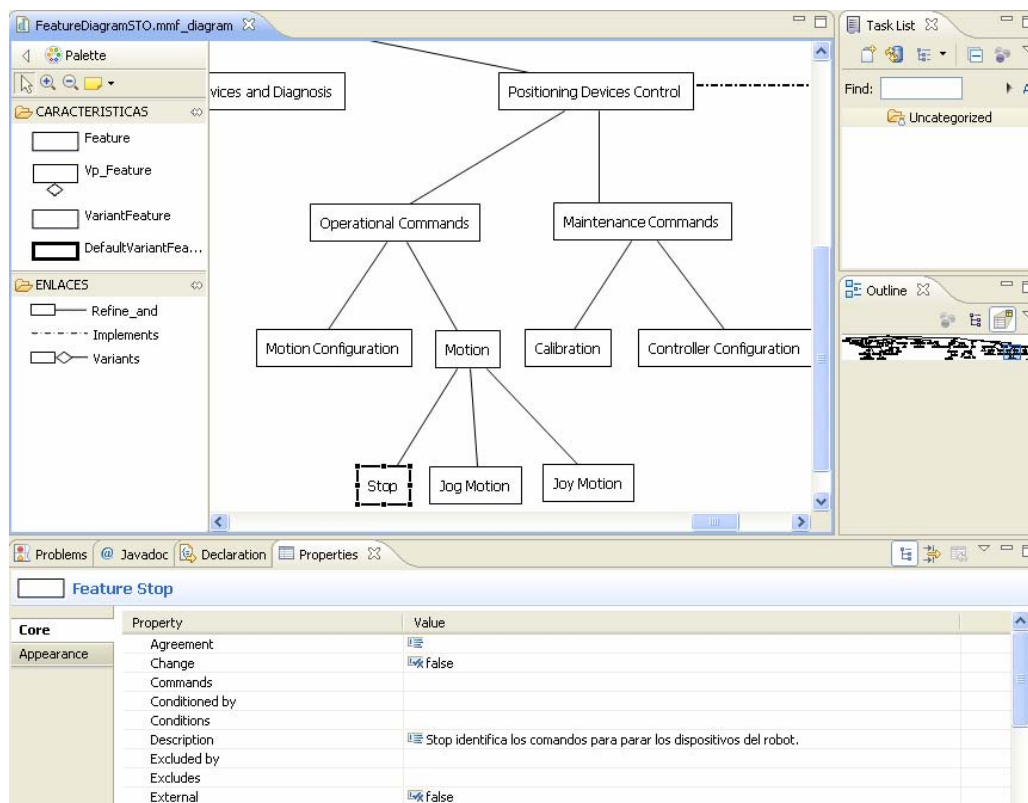 FeatureDiagramSTO.mmf_diagram
Palette
CARACTERISTICAS
Feature
Vp_Feature
VariantFeature
DefaultVariantFea...
ENLACES
Refine_and
Implements
Variants
vices and Diagnosis
Positioning Devices Control
Operational Commands
Maintenance Commands
Motion Configuration
Motion
Calibration
Controller Configuration
Stop
Jog Motion
Joy Motion
Task List
Find:
A
Uncategorized
Outline
Problems
@ Javadoc
Declaration
Properties
Feature Stop
Core
Appearance
Property Value
Agreement
Change false
Commands
Conditioned by
Conditions
Description Stop identifica los comandos para parar los dispositivos del robot.
Excluded by
Excludes
External false